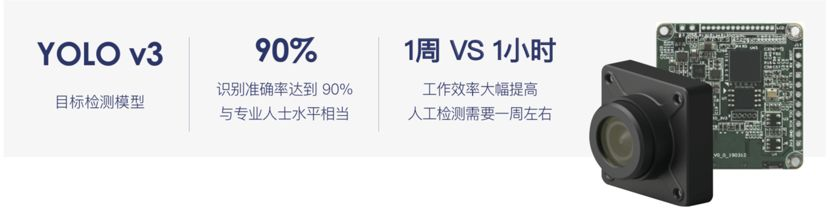 YOLO v3
目标检测模型
90%
识别准确率达到 90%
与专业人士水平相当
1周 VS 1小时
工作效率大幅提高
人工检测需要一周左右